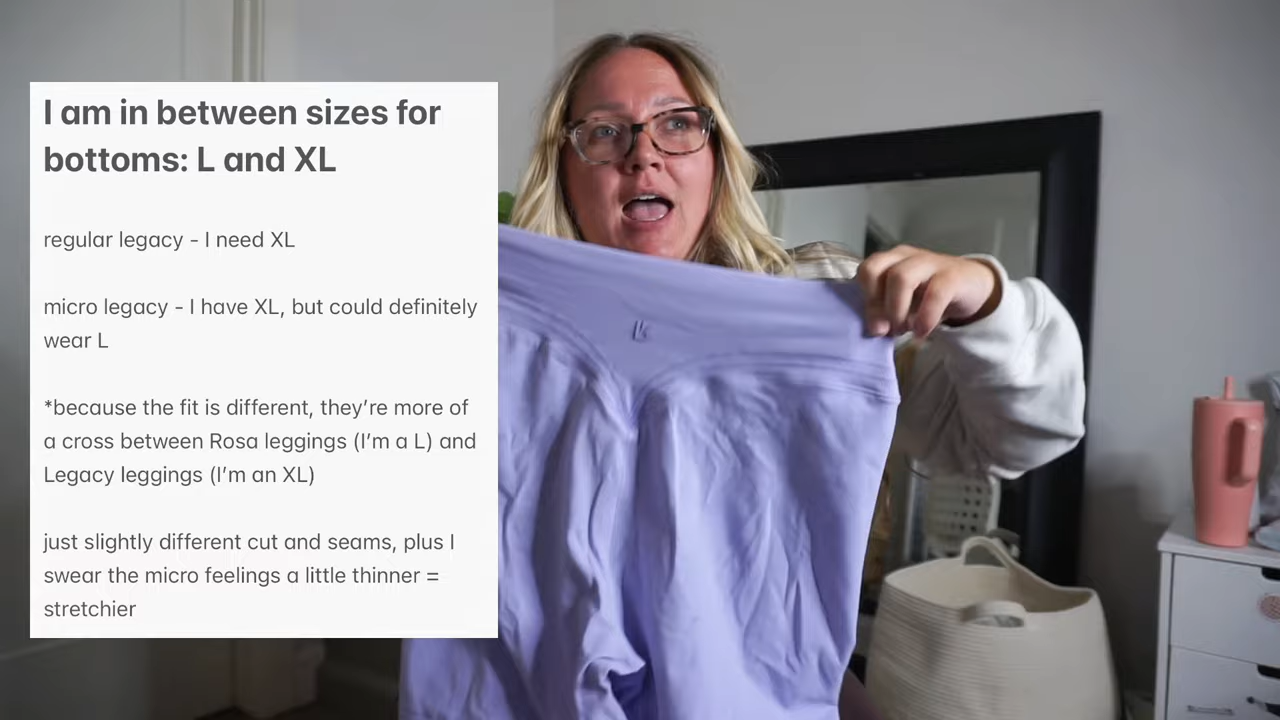 I am in between sizes for
bottoms: L and XL
regular legacy - I need XL
micro legacy - I have XL, but could definitely
wear L
*because the fit is different, they're more of
a cross between Rosa leggings (I'm a L) and
Legacy leggings (I'm an XL)
just slightly different cut and seams, plus I
swear the micro feelings a little thinner =
stretchier